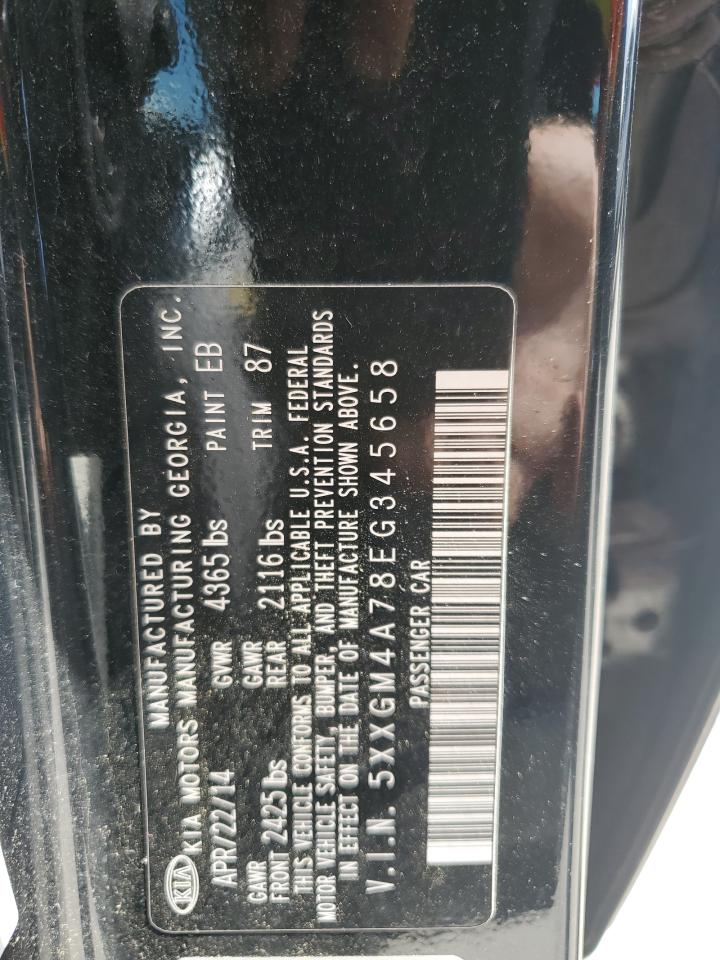 MANUFACTURED BY
KIA KIA MOTORS MANUFACTURING GEORGIA, INC.
APR/22/14 GVWR 4365 lbs PAINT EB
GAWR FRONT 2425 lbs GAWR REAR 2116 lbs TRIM 87
THIS VEHICLE CONFORMS TO ALL APPLICABLE U.S.A. FEDERAL
MOTOR VEHICLE SAFETY, BUMPER, AND THEFT PREVENTION STANDARDS
IN EFFECT ON THE DATE OF MANUFACTURE SHOWN ABOVE.
V.I.N. 5XXGM4A78EG345658
PASSENGER CAR